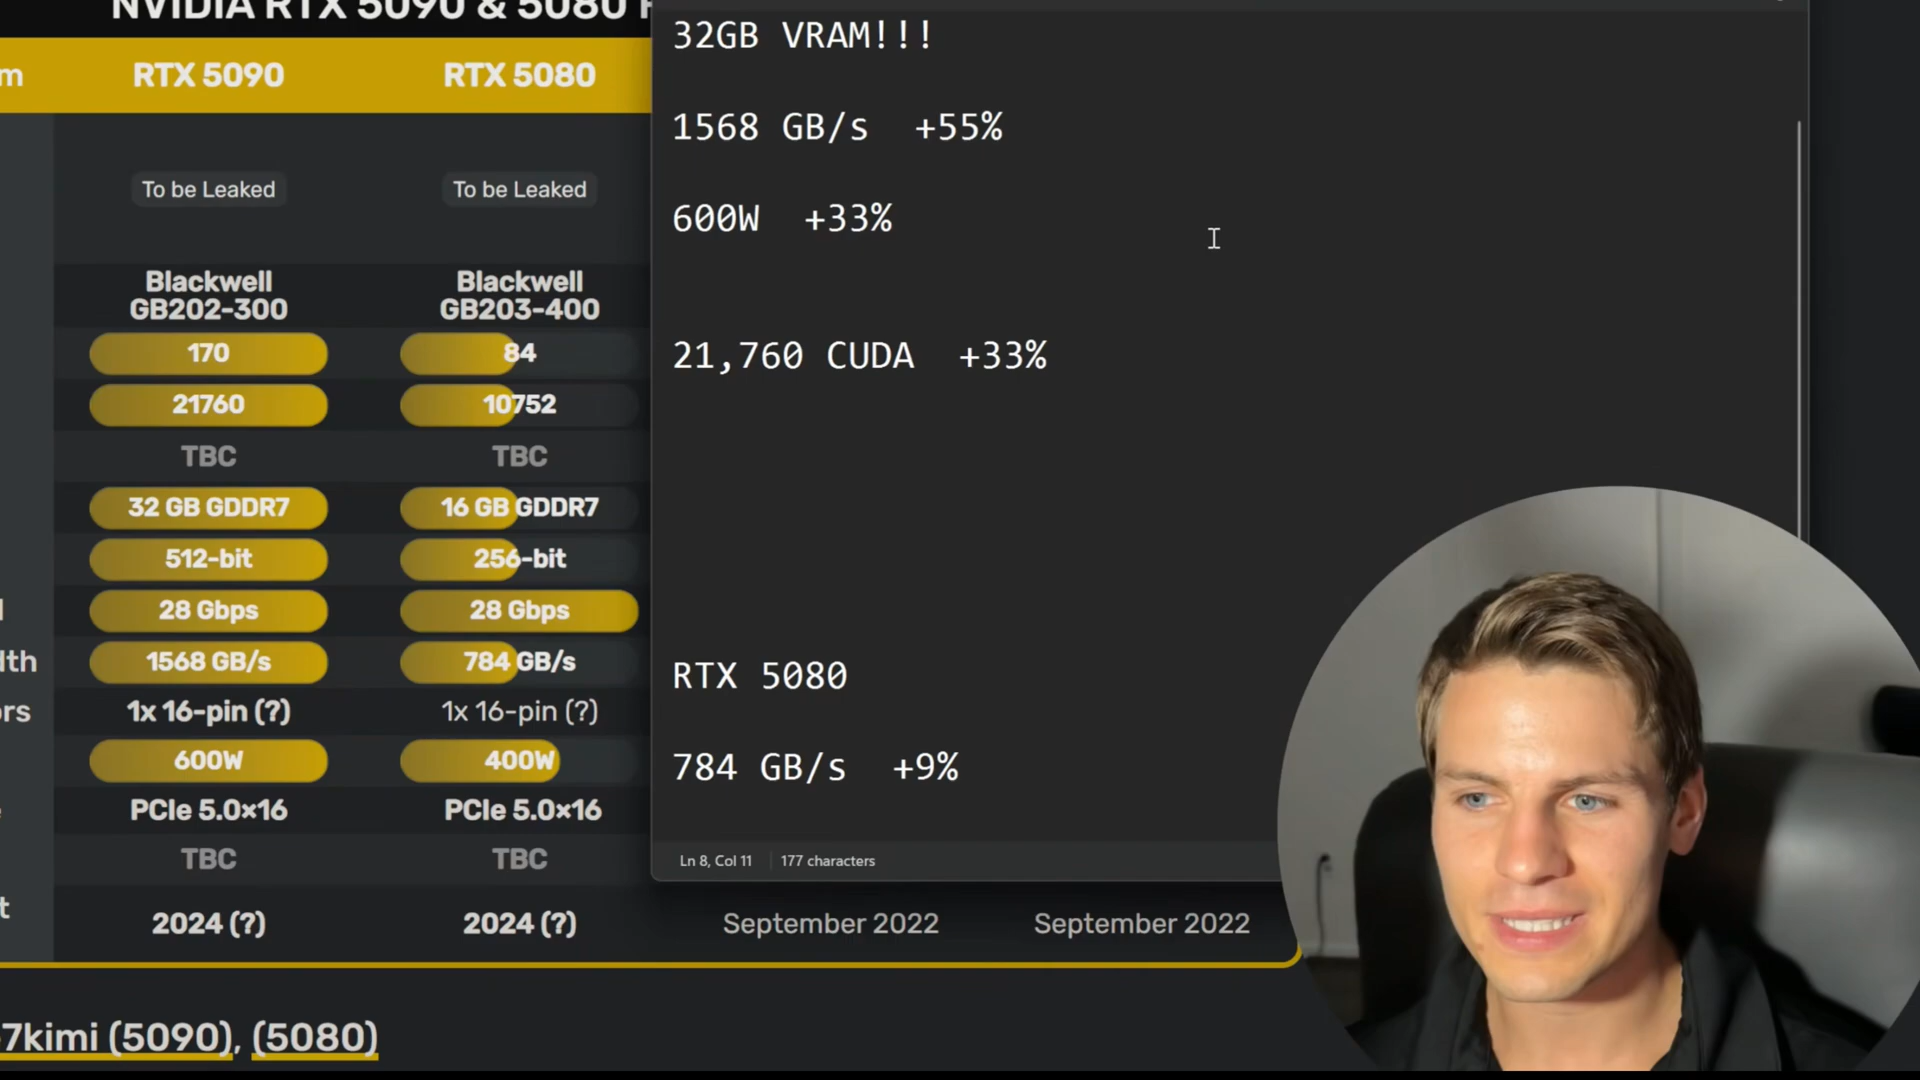 NVIDIA RTX 5090 & 5080
m
RTX 5090
RTX 5080
To be Leaked
To be Leaked
Blackwell
GB202-300
Blackwell
GB203-400
170
84
21760
10752
TBC
TBC
32 GB GDDR7
16 GB GDDR7
512-bit
256-bit
28 Gbps
28 Gbps
dth
1568 GB/s
784 GB/s
ors
1x 16-pin (?)
1x 16-pin (?)
600W
400W
PCIe 5.0×16
PCIe 5.0×16
TBC
TBC
t
2024 (?)
2024 (?)
September 2022
September 2022
7kimi (5090), (5080)
32GB VRAM!!!
1568 GB/s +55%
600W +33%
21,760 CUDA +33%
RTX 5080
784 GB/s +9%
Ln 8, Col 11
177 characters